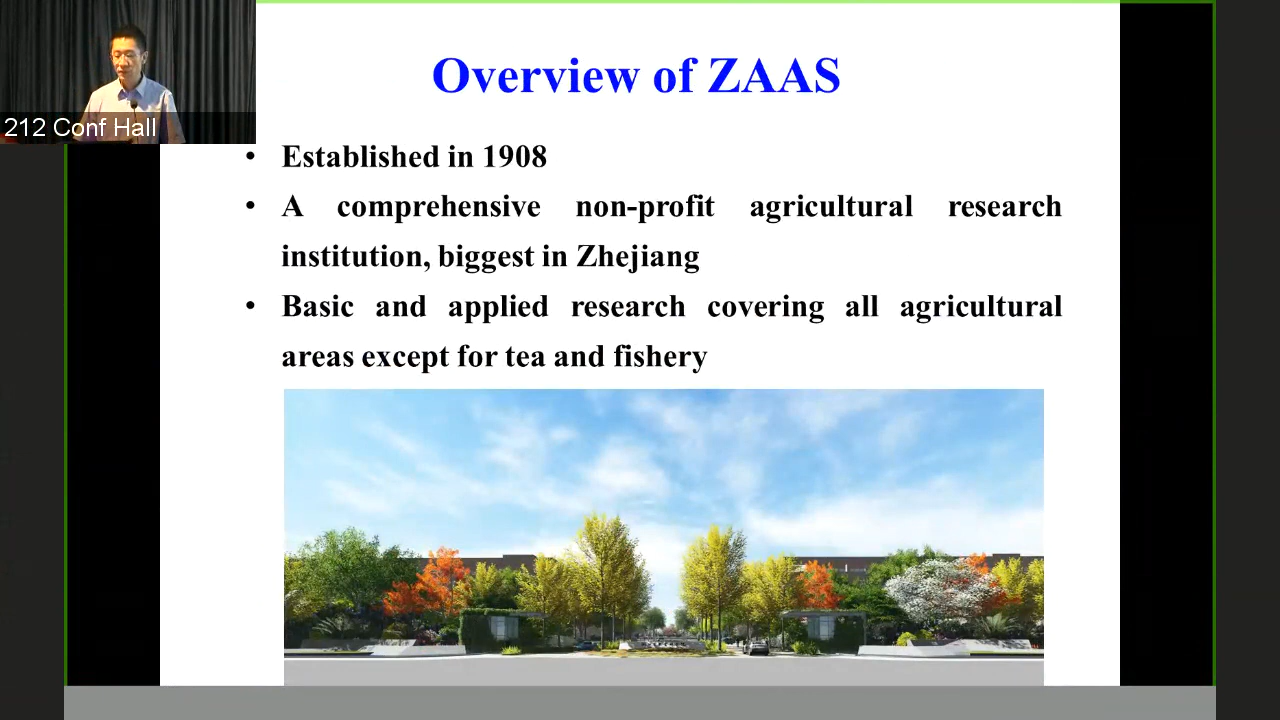 Overview of ZAAS
212 Conf Hall
• Established in 1908
• A comprehensive non-profit agricultural research
institution, biggest in Zhejiang
• Basic and applied research covering all agricultural
areas except for tea and fishery